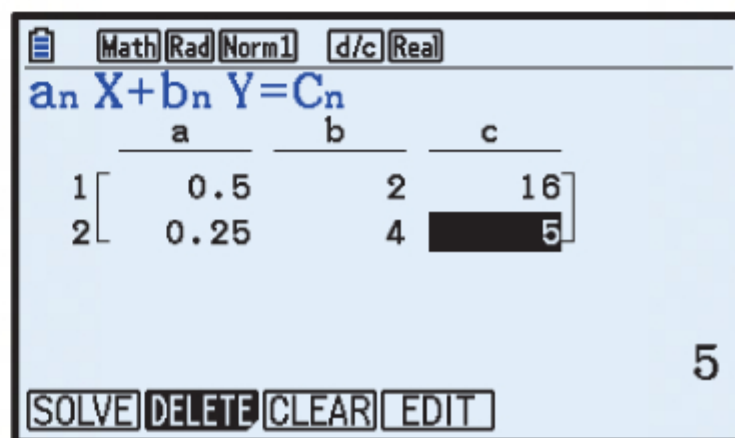 Math Rad Norm1 d/c Real
an X+bn Y=Cn
a b c
1 0.5 2 16
2 0.25 4 5
5
SOLVE DELETE CLEAR EDIT